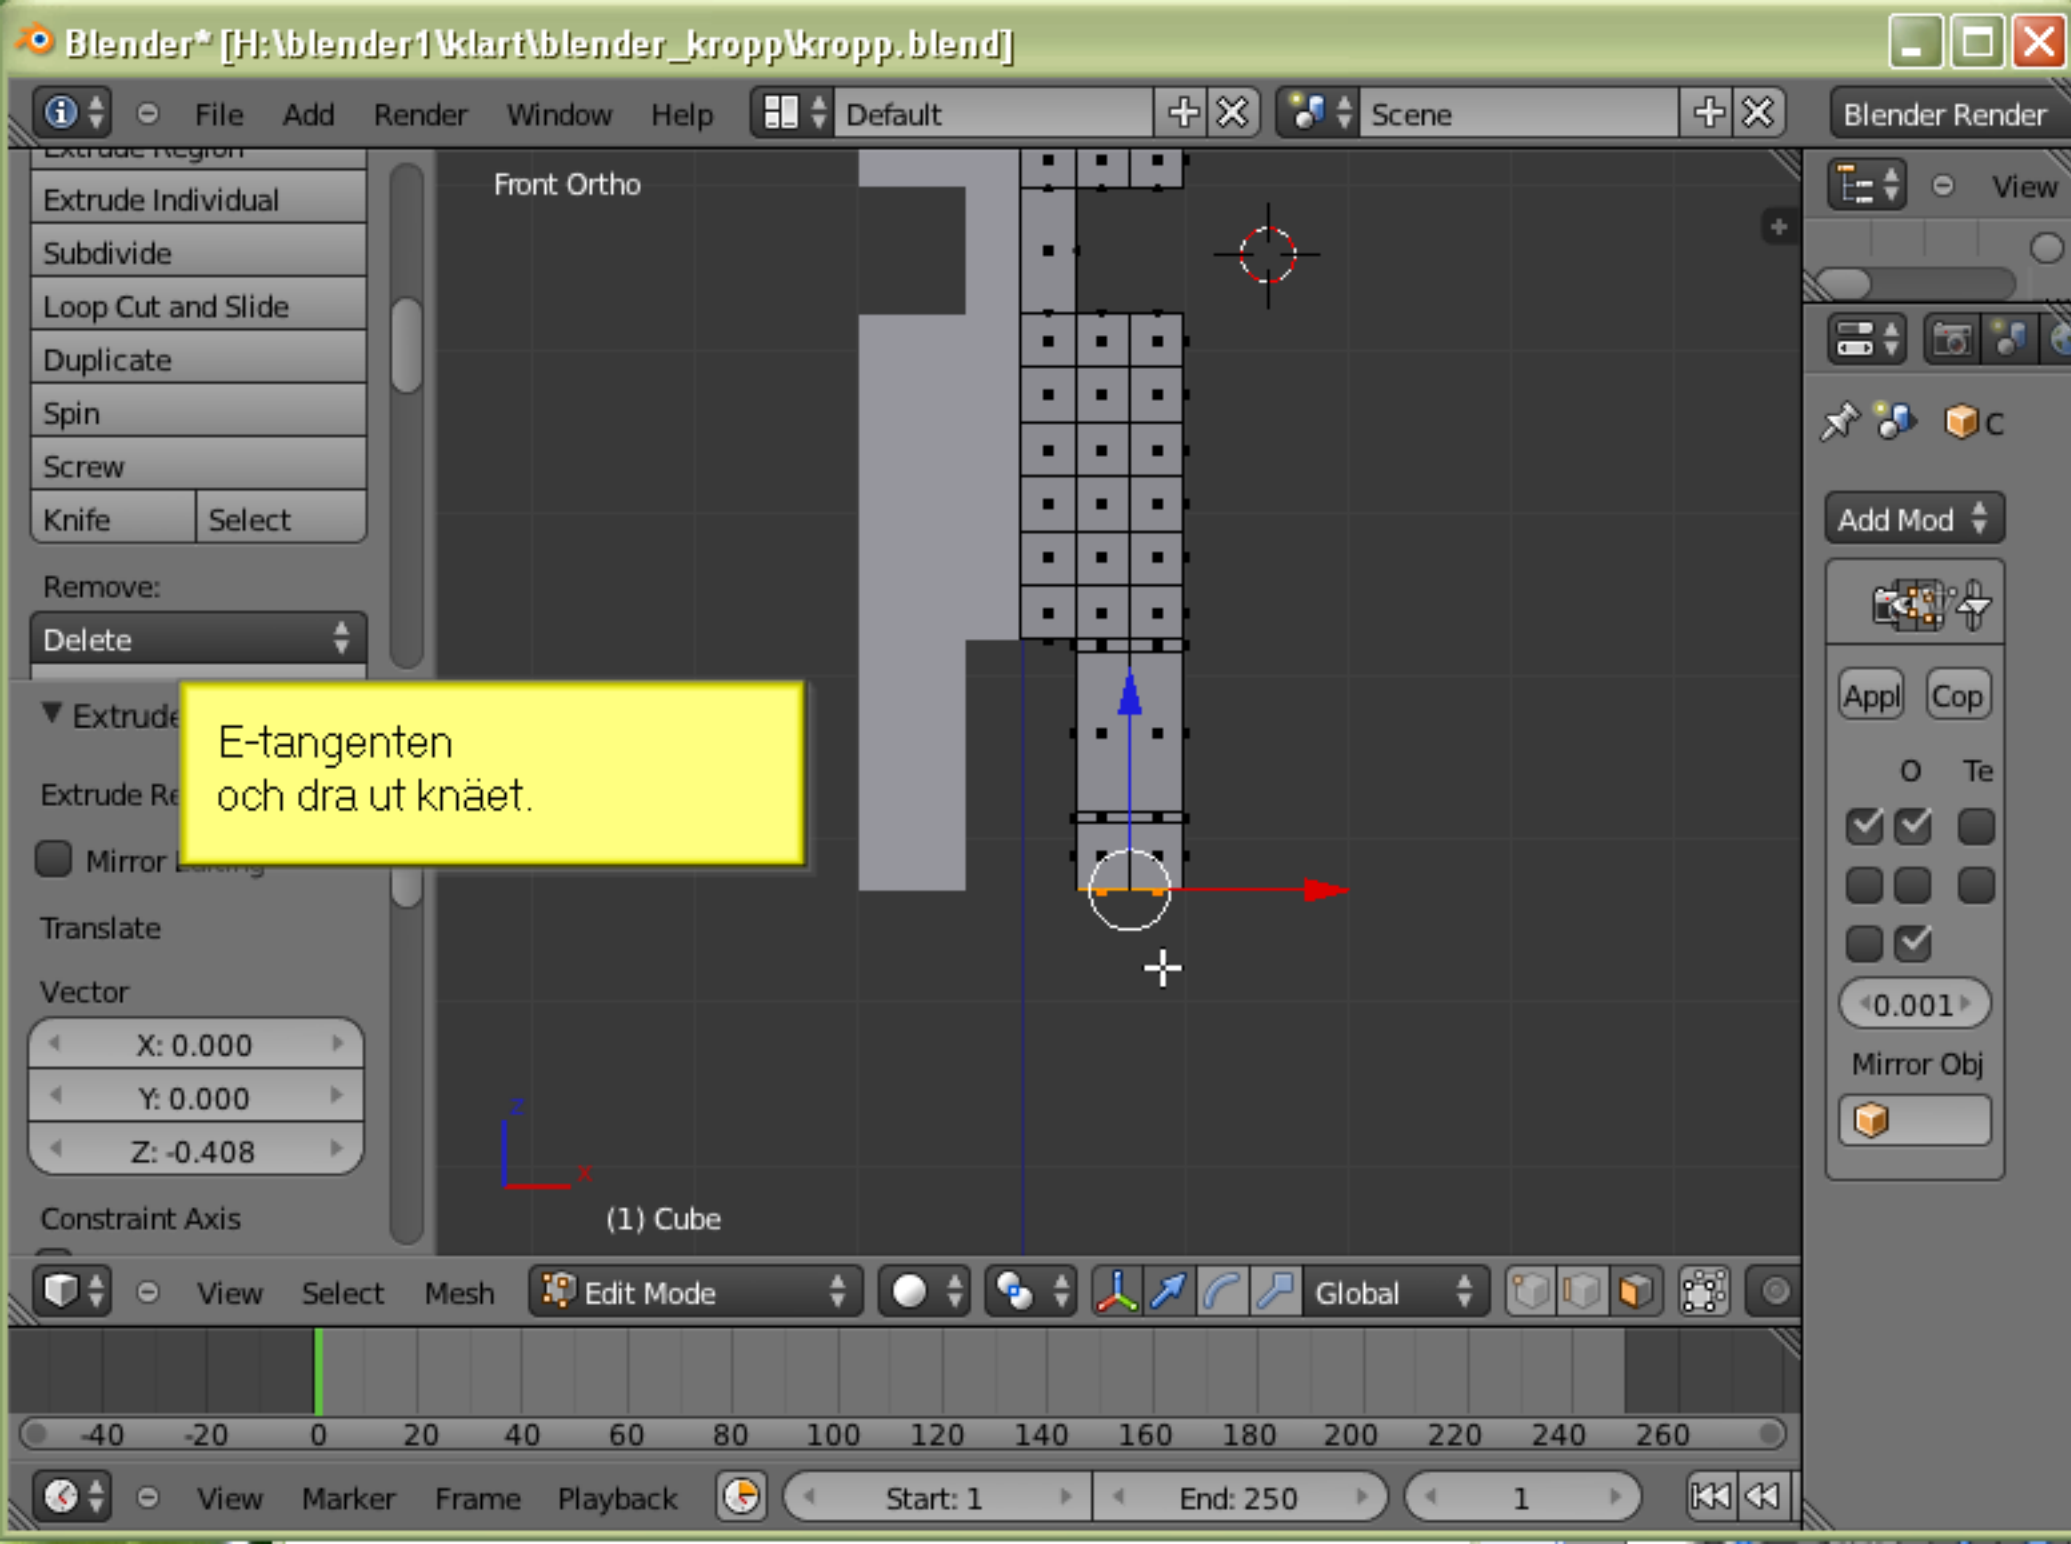 Blender* [H:\blender1\klart\blender_kropp\kropp.blend]
File Add Render Window Help Default Scene Blender Render
Extrude Region
Extrude Individual
Subdivide
Loop Cut and Slide
Duplicate
Spin
Screw
Knife Select
Remove:
Delete
Extrude
Extrude Re
Mirror Editing
Translate
Vector
X: 0.000
Y: 0.000
Z: -0.408
Constraint Axis
Front Ortho
E-tangenten
och dra ut knäet.
z
x
(1) Cube
View
C
Add Mod
Appl Cop
O Te
0.001
Mirror Obj
View Select Mesh Edit Mode Global
-40 -20 0 20 40 60 80 100 120 140 160 180 200 220 240 260
View Marker Frame Playback Start: 1 End: 250 1